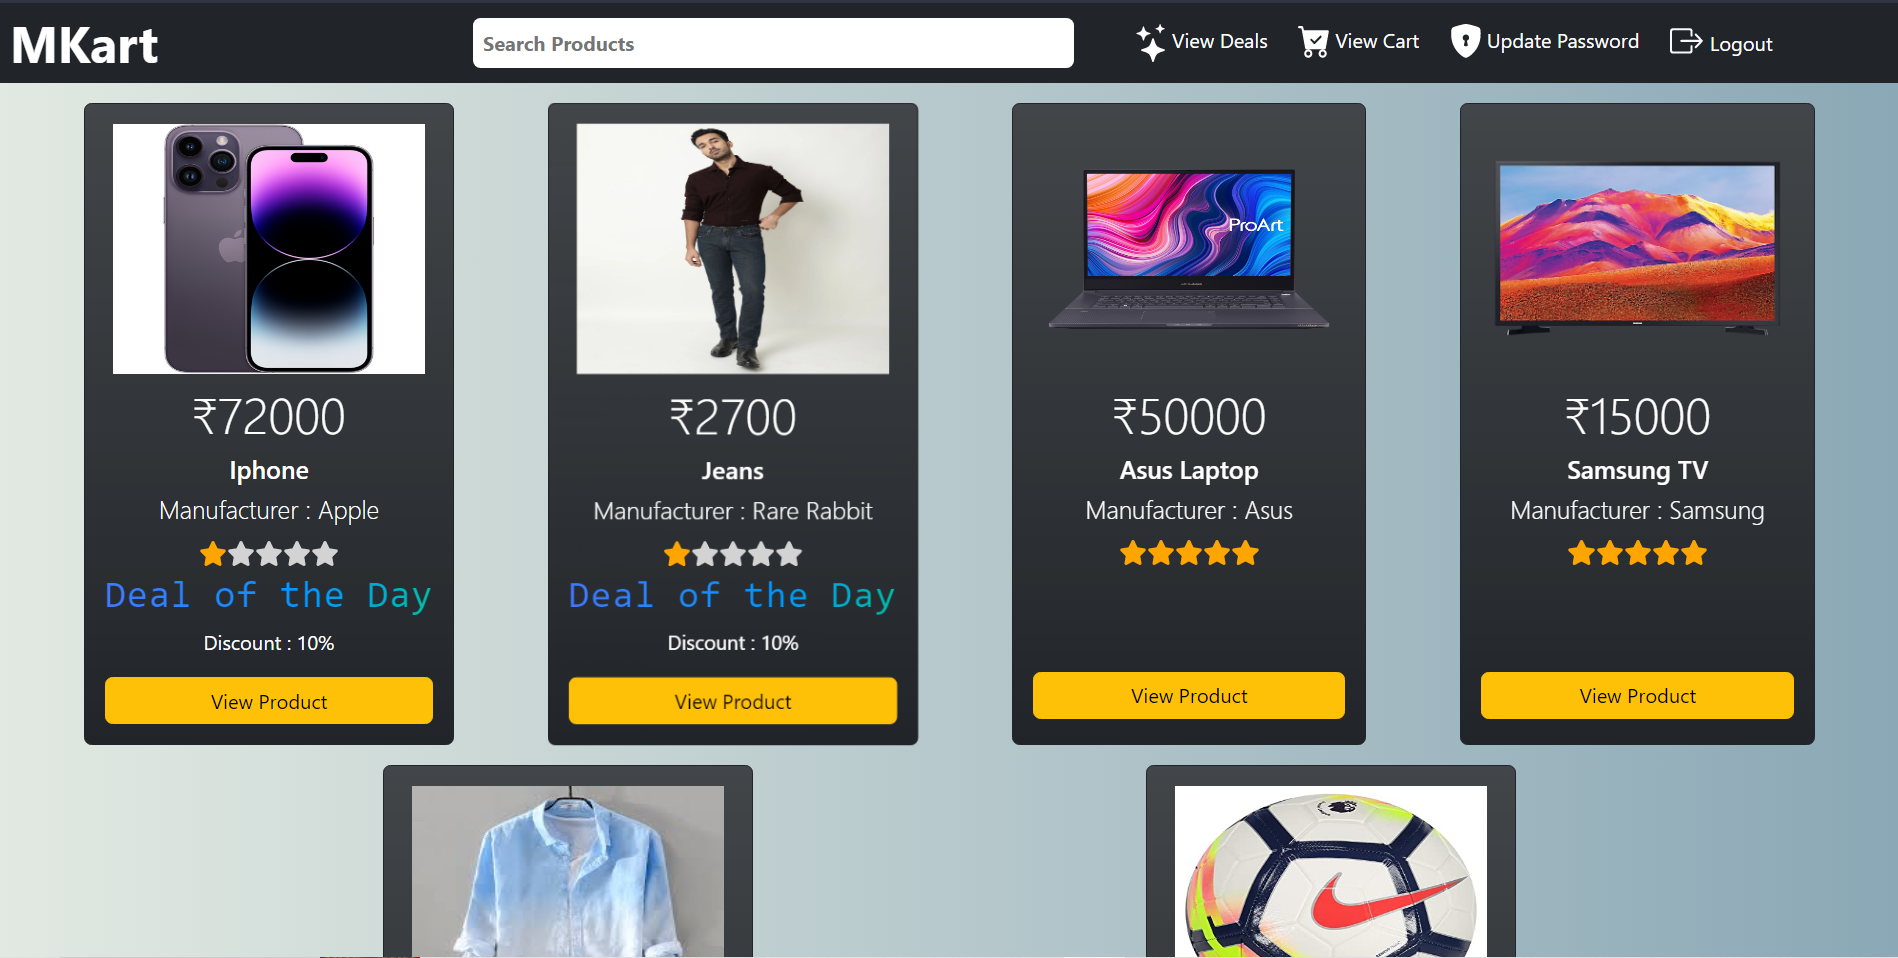 MKart
Search Products
View Deals
View Cart
Update Password
Logout
₹72000
Iphone
Manufacturer : Apple
Deal of the Day
Discount : 10%
View Product
₹2700
Jeans
Manufacturer : Rare Rabbit
Deal of the Day
Discount : 10%
View Product
ProArt
₹50000
Asus Laptop
Manufacturer : Asus
View Product
₹15000
Samsung TV
Manufacturer : Samsung
View Product